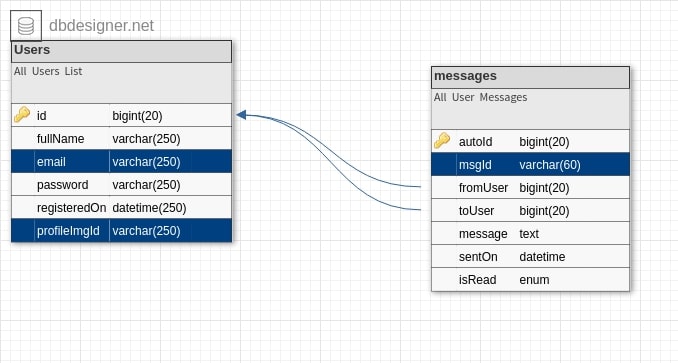 dbdesigner.net
Users
All Users List
id bigint(20)
fullName varchar(250)
email varchar(250)
password varchar(250)
registeredOn datetime(250)
profileImgId varchar(250)
messages
All User Messages
autoId bigint(20)
msgId varchar(60)
fromUser bigint(20)
toUser bigint(20)
message text
sentOn datetime
isRead enum